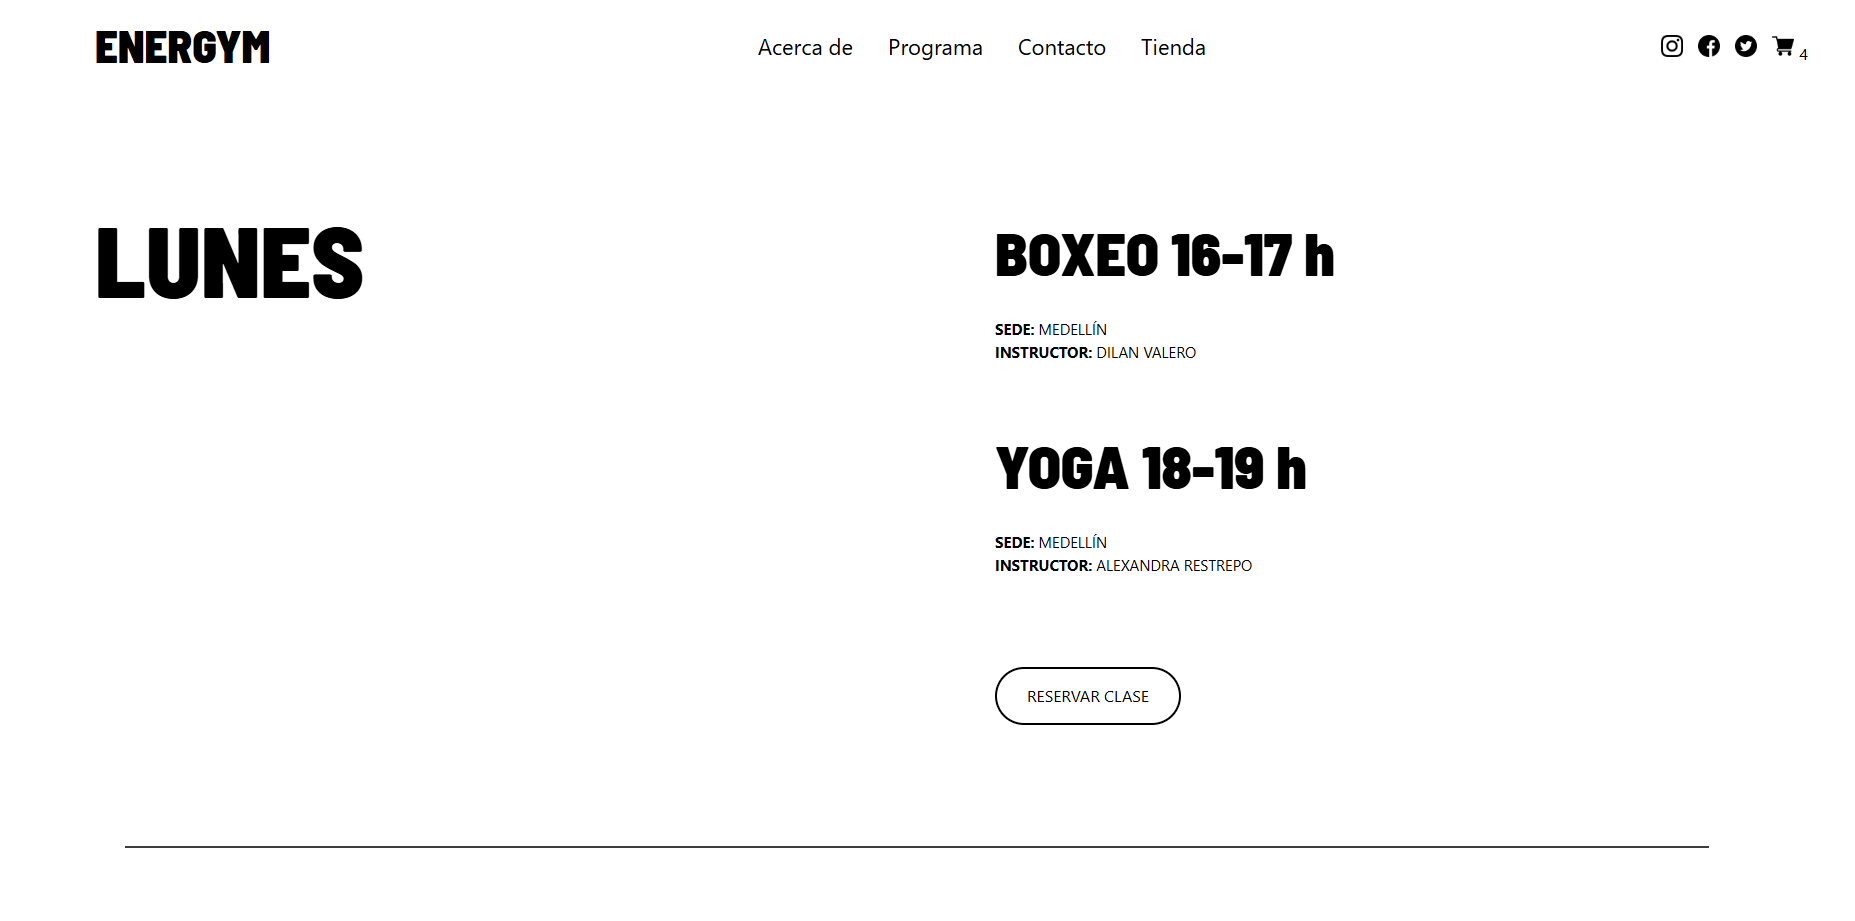 ENERGYM
Acerca de Programa Contacto Tienda
4
LUNES
BOXEO 16-17 h
SEDE: MEDELLÍN
INSTRUCTOR: DILAN VALERO
YOGA 18-19 h
SEDE: MEDELLÍN
INSTRUCTOR: ALEXANDRA RESTREPO
RESERVAR CLASE